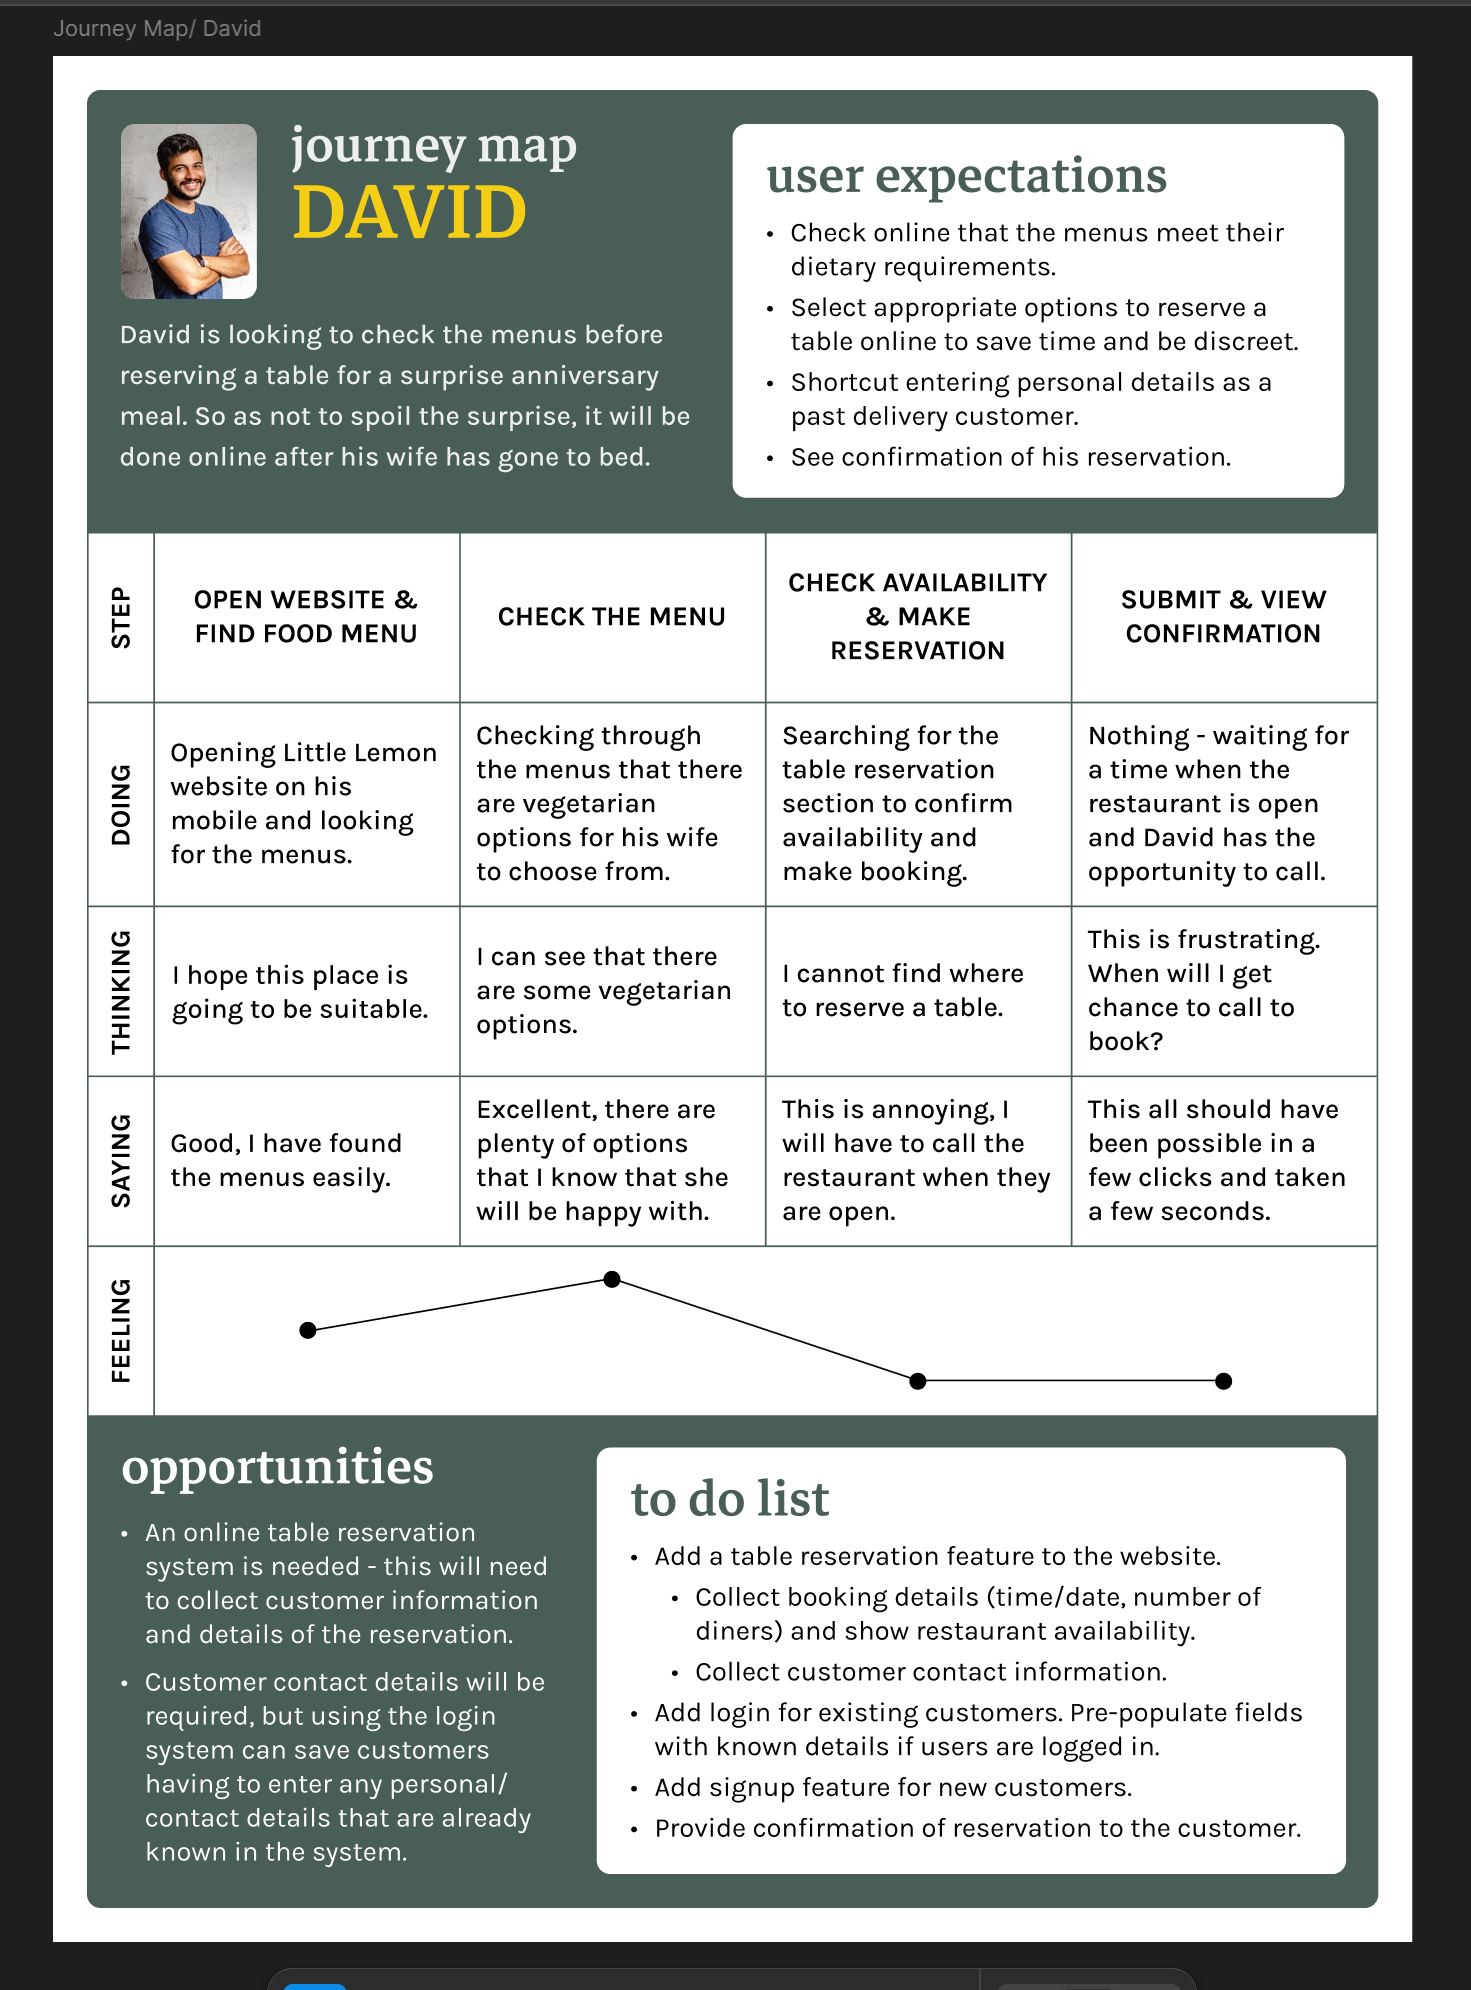 Journey Map/ David
journey map
DAVID
David is looking to check the menus before
reserving a table for a surprise anniversary
meal. So as not to spoil the surprise, it will be
done online after his wife has gone to bed.
user expectations
• Check online that the menus meet their
dietary requirements.
• Select appropriate options to reserve a
table online to save time and be discreet.
• Shortcut entering personal details as a
past delivery customer.
• See confirmation of his reservation.
STEP
OPEN WEBSITE &
FIND FOOD MENU
CHECK THE MENU
CHECK AVAILABILITY
& MAKE
RESERVATION
SUBMIT & VIEW
CONFIRMATION
DOING
Opening Little Lemon
website on his
mobile and looking
for the menus.
Checking through
the menus that there
are vegetarian
options for his wife
to choose from.
Searching for the
table reservation
section to confirm
availability and
make booking.
Nothing - waiting for
a time when the
restaurant is open
and David has the
opportunity to call.
THINKING
I hope this place is
going to be suitable.
I can see that there
are some vegetarian
options.
I cannot find where
to reserve a table.
This is frustrating.
When will I get
chance to call to
book?
SAYING
Good, I have found
the menus easily.
Excellent, there are
plenty of options
that I know that she
will be happy with.
This is annoying, I
will have to call the
restaurant when they
are open.
This all should have
been possible in a
few clicks and taken
a few seconds.
FEELING
opportunities
• An online table reservation
system is needed - this will need
to collect customer information
and details of the reservation.
• Customer contact details will be
required, but using the login
system can save customers
having to enter any personal/
contact details that are already
known in the system.
to do list
• Add a table reservation feature to the website.
• Collect booking details (time/date, number of
diners) and show restaurant availability.
• Collect customer contact information.
• Add login for existing customers. Pre-populate fields
with known details if users are logged in.
• Add signup feature for new customers.
• Provide confirmation of reservation to the customer.